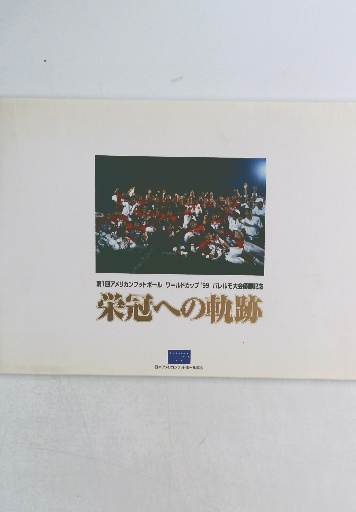 第1回アメリカンフットボール ワールドカップ'99 パレルモ大会優勝記念
栄冠への軌跡
日本アメリカンフットボール協会